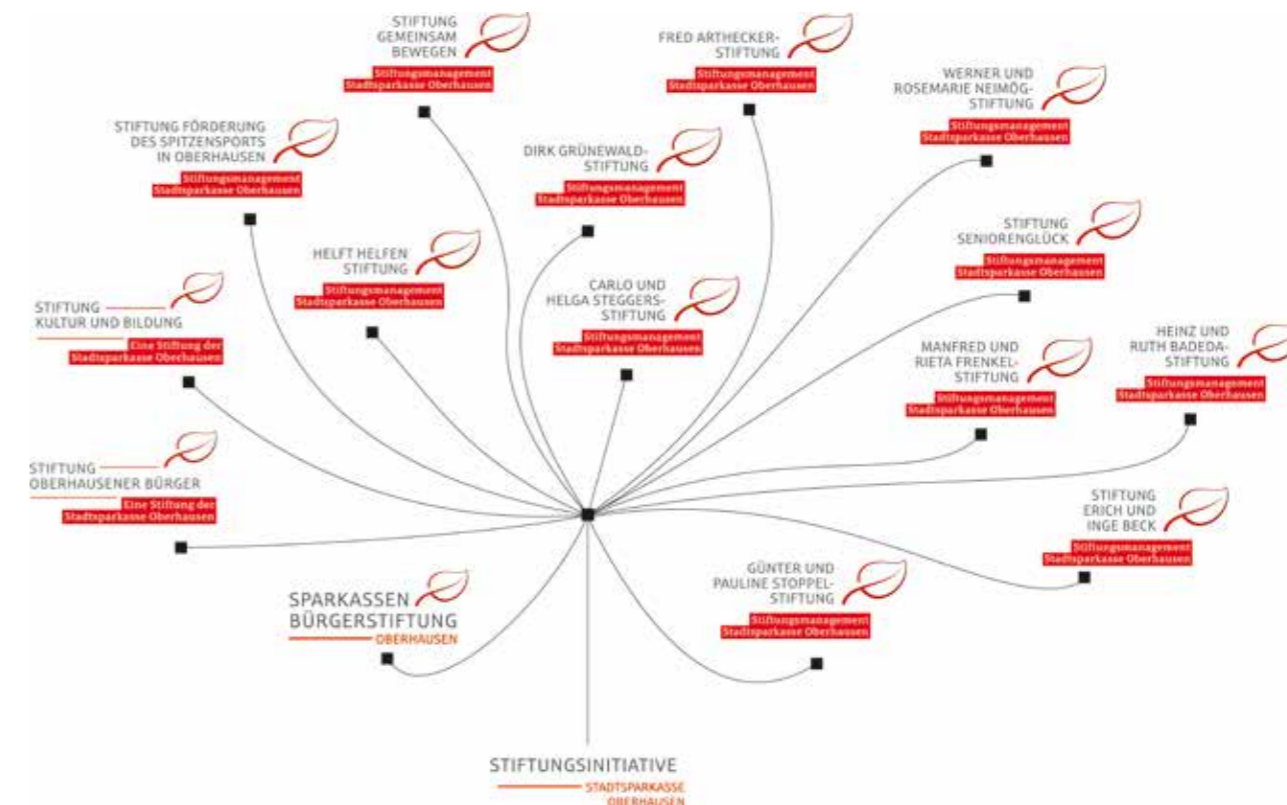 STIFTUNG
GEMEINSAM
BEWEGEN
Stiftungsmanagement
Stadtsparkasse Oberhausen
FRED ARTHECKER-
STIFTUNG
Stiftungsmanagement
Stadtsparkasse Oberhausen
WERNER UND
ROSEMARIE NEIMÖG-
STIFTUNG
Stiftungsmanagement
Stadtsparkasse Oberhausen
STIFTUNG FÖRDERUNG
DES SPITZENSPORTS
IN OBERHAUSEN
Stiftungsmanagement
Stadtsparkasse Oberhausen
DIRK GRÜNEWALD-
STIFTUNG
Stiftungsmanagement
Stadtsparkasse Oberhausen
STIFTUNG
SENIORENGLÜCK
Stiftungsmanagement
Stadtsparkasse Oberhausen
HELFT HELFEN
STIFTUNG
Stiftungsmanagement
Stadtsparkasse Oberhausen
CARLO UND
HELGA STEGGERS-
STIFTUNG
Stiftungsmanagement
Stadtsparkasse Oberhausen
STIFTUNG
KULTUR UND BILDUNG
Eine Stiftung der
Stadtsparkasse Oberhausen
MANFRED UND
RIETA FRENKEL-
STIFTUNG
Stiftungsmanagement
Stadtsparkasse Oberhausen
HEINZ UND
RUTH BADEDA-
STIFTUNG
Stiftungsmanagement
Stadtsparkasse Oberhausen
STIFTUNG
OBERHAUSENER BÜRGER
Eine Stiftung der
Stadtsparkasse Oberhausen
STIFTUNG
ERICH UND
INGE BECK
Stiftungsmanagement
Stadtsparkasse Oberhausen
SPARKASSEN
BÜRGERSTIFTUNG
OBERHAUSEN
GÜNTER UND
PAULINE STOPPEL-
STIFTUNG
Stiftungsmanagement
Stadtsparkasse Oberhausen
STIFTUNGSINITIATIVE
STADTSPARKASSE
OBERHAUSEN